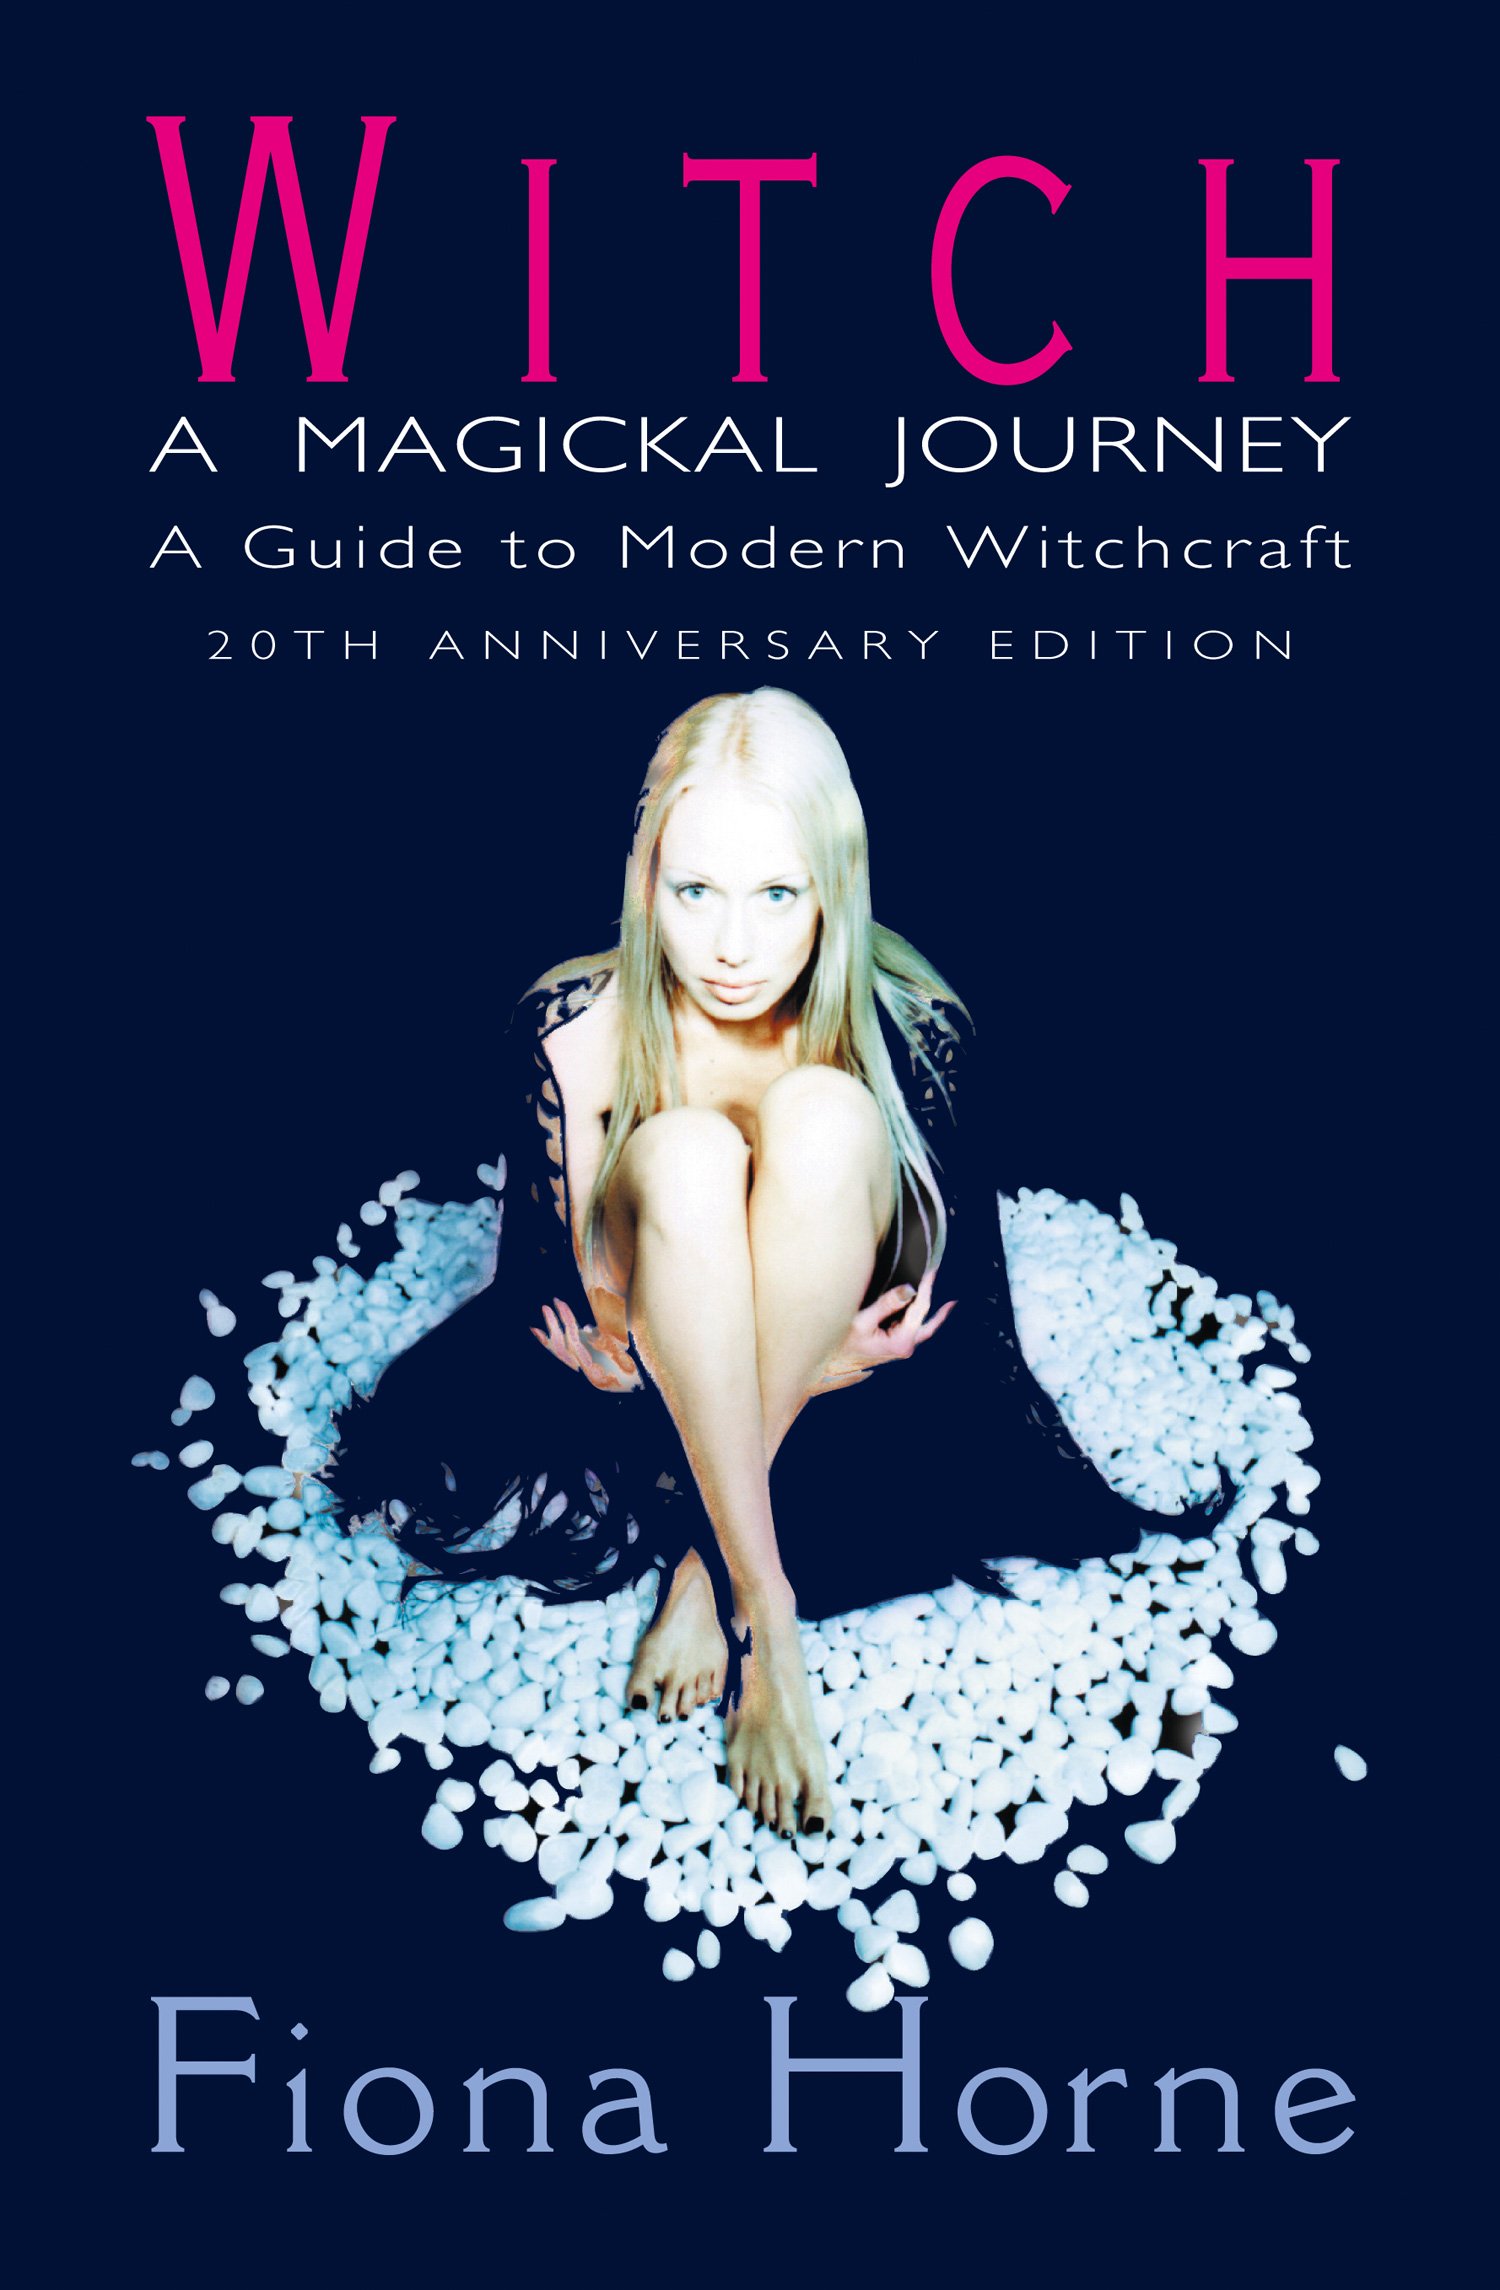 WITCH
A MAGICKAL JOURNEY
A Guide to Modern Witchcraft
20TH ANNIVERSARY EDITION
Fiona Horne